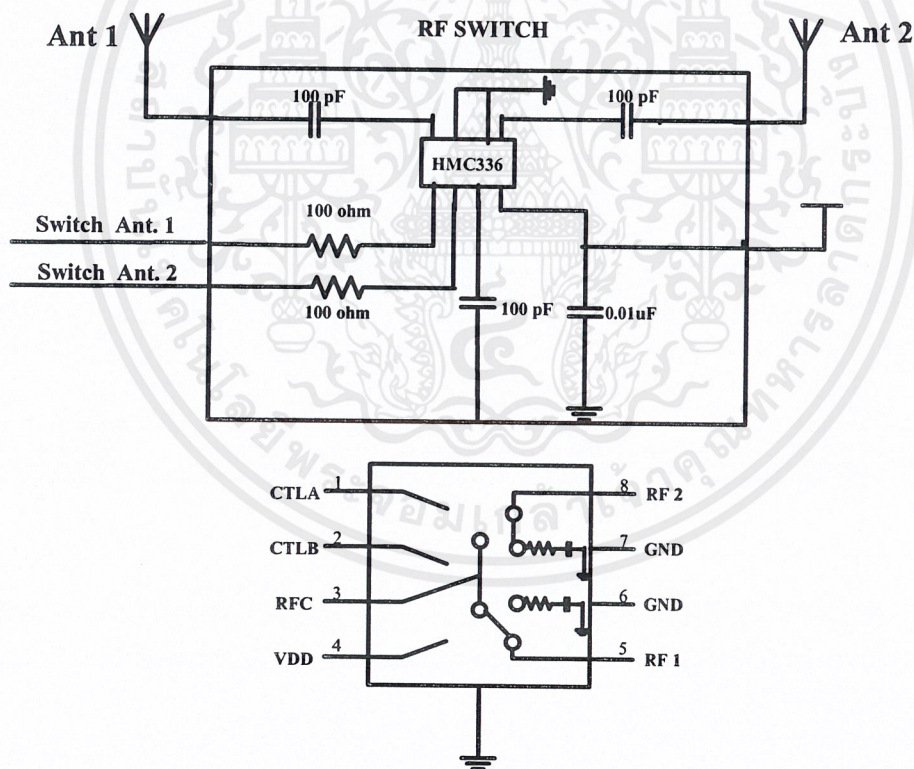 Ant 1
RF SWITCH
Ant 2
100 pF
100 pF
HMC336
100 ohm
Switch Ant. 1
Switch Ant. 2
100 ohm
100 pF
0.01uF
CTLA 1
8 RF 2
CTLB 2
7 GND
RFC 3
6 GND
VDD 4
5 RF 1